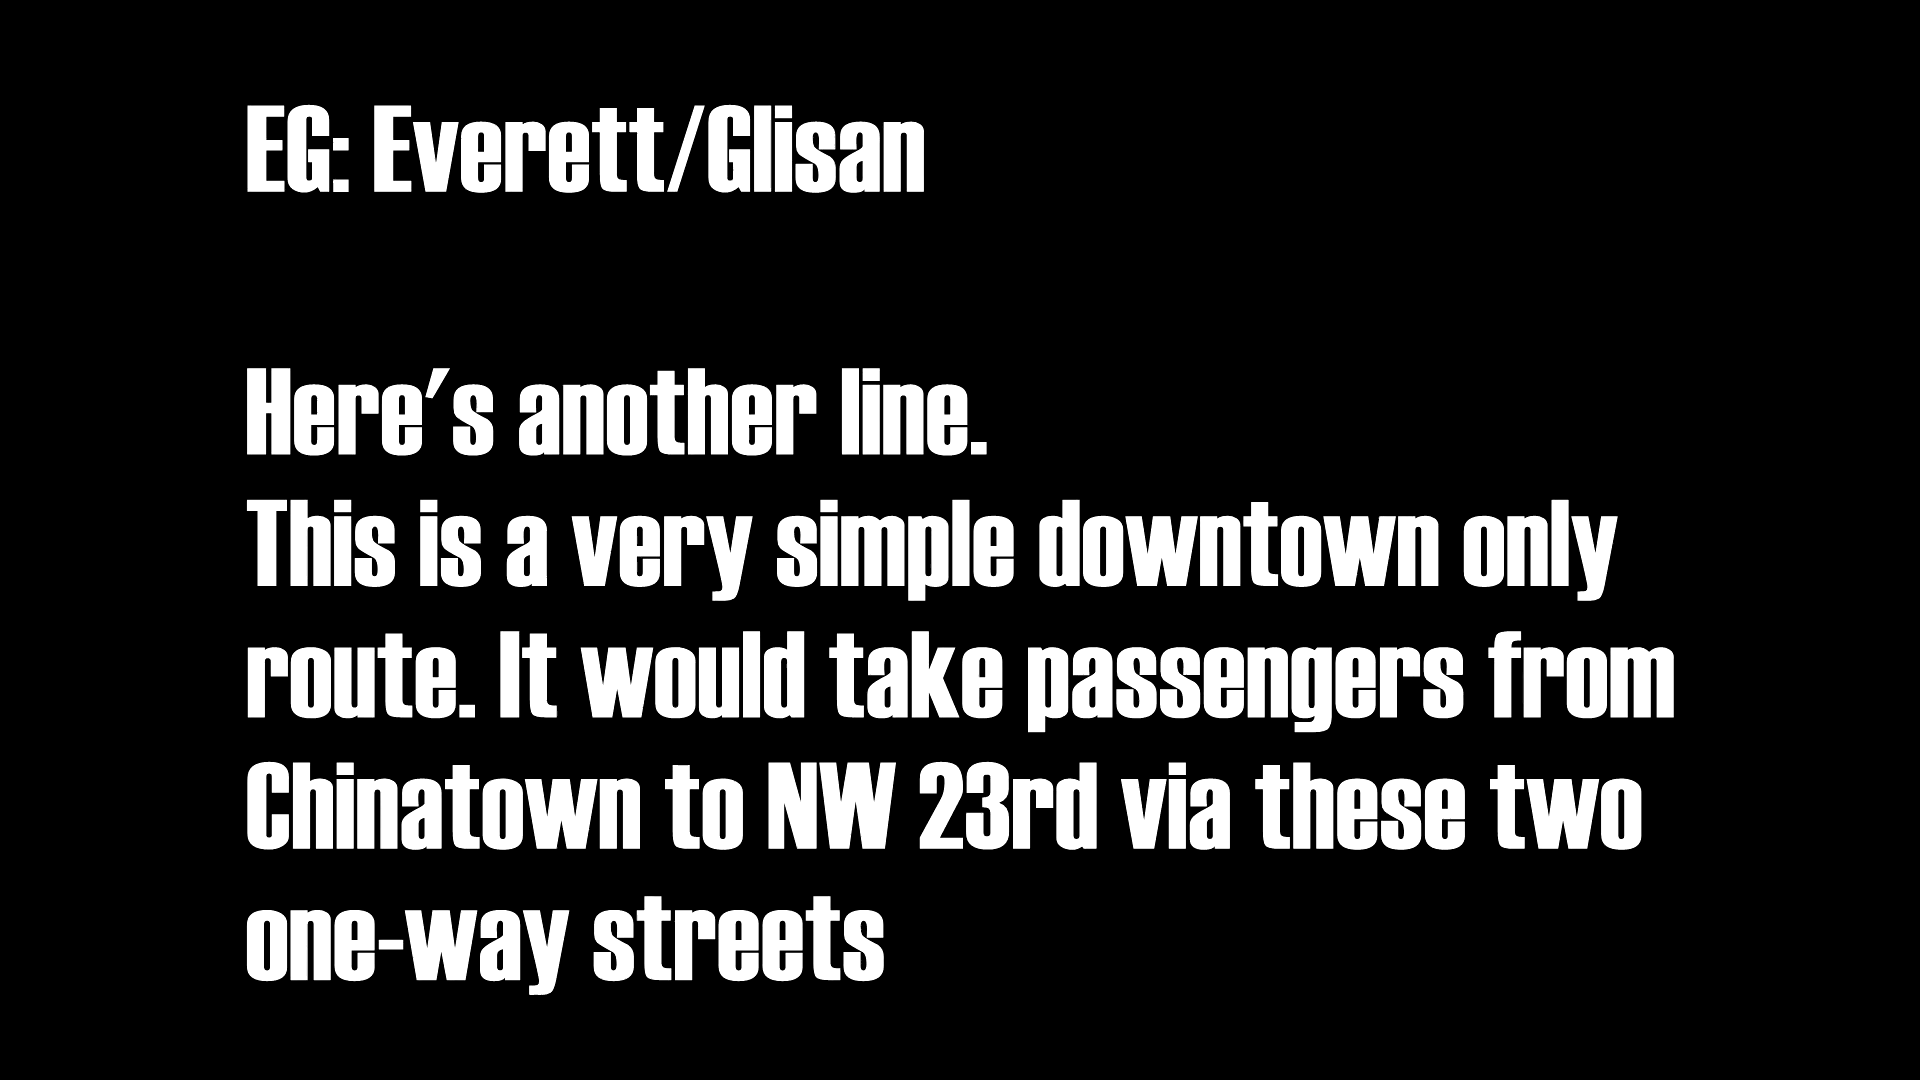 EG: Everett/Glisan
Here's another line.
This is a very simple downtown only
route. It would take passengers from
Chinatown to NW 23rd via these two
one-way streets